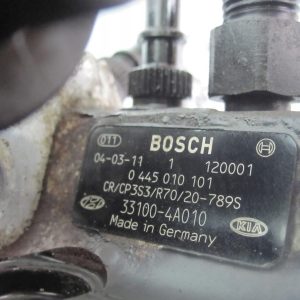 011 BOSCH
04-03-11 1 120001
0 445 010 101
CR/CP3S3/R70/20-789S
33100-4A010
Made in Germany KIA